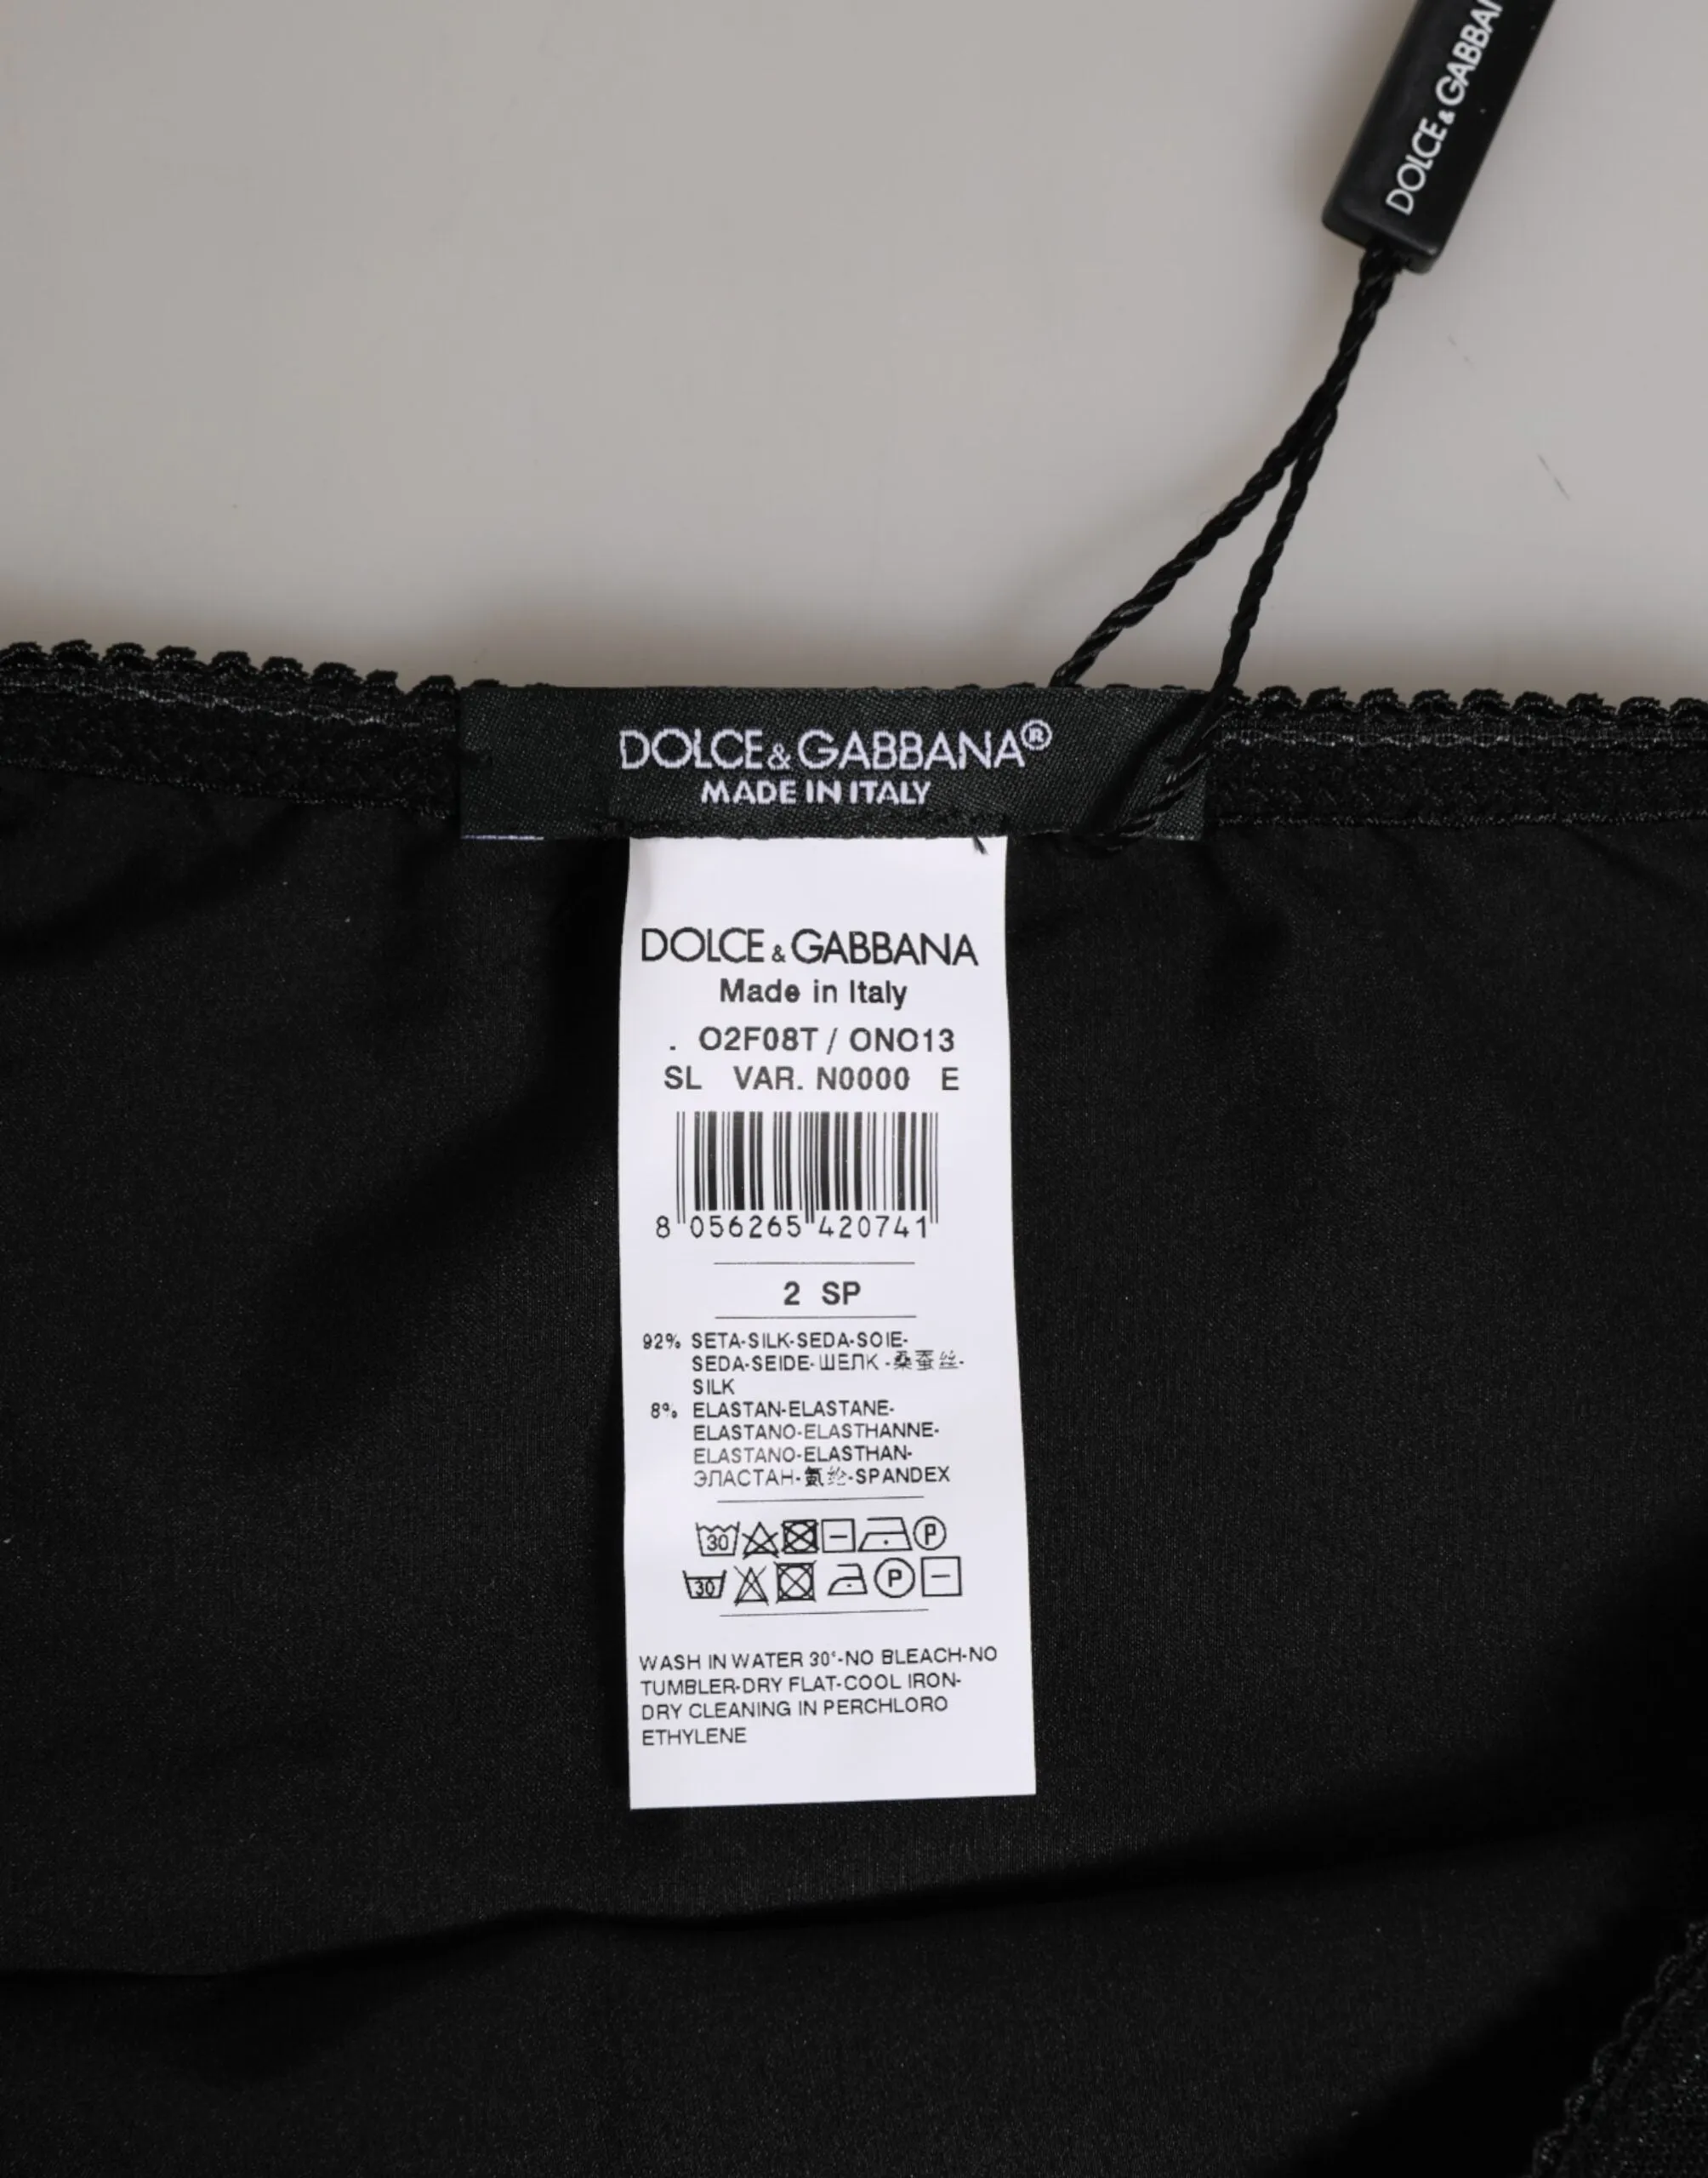 DOLCE&GABBAN
DOLCE&GABBANA®
MADE IN ITALY
DOLCE&GABBANA
Made in Italy
. O2F08T / ONO13
SL VAR. N0000 E
8 056265 420741
2 SP
92% SETA-SILK-SEDA-SOIE-
SEDA-SEIDE-ШЕЛК-桑蚕丝-
SILK
8% ELASTAN-ELASTANE-
ELASTANO-ELASTHANNE-
ELASTANO-ELASTHAN-
ЭЛАСТАН-氨纶-SPANDEX
30 P
30 P
WASH IN WATER 30°-NO BLEACH-NO
TUMBLER-DRY FLAT-COOL IRON-
DRY CLEANING IN PERCHLORO
ETHYLENE